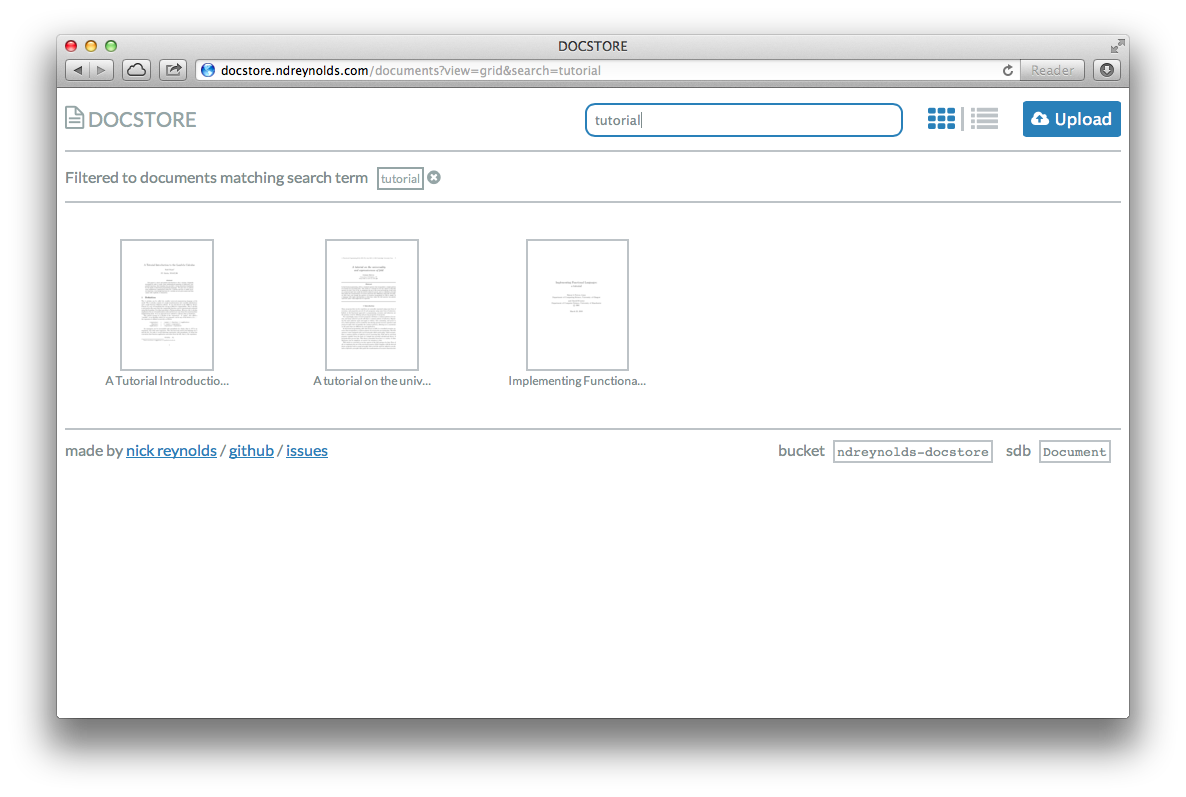 DOCSTORE
docstore.ndreynolds.com/documents?view=grid&search=tutorial
Reader
DOCSTORE
tutorial
Upload
Filtered to documents matching search term tutorial
A Tutorial Introductio...
A tutorial on the univ...
Implementing Functiona...
made by nick reynolds / github / issues
bucket ndreynolds-docstore sdb Document